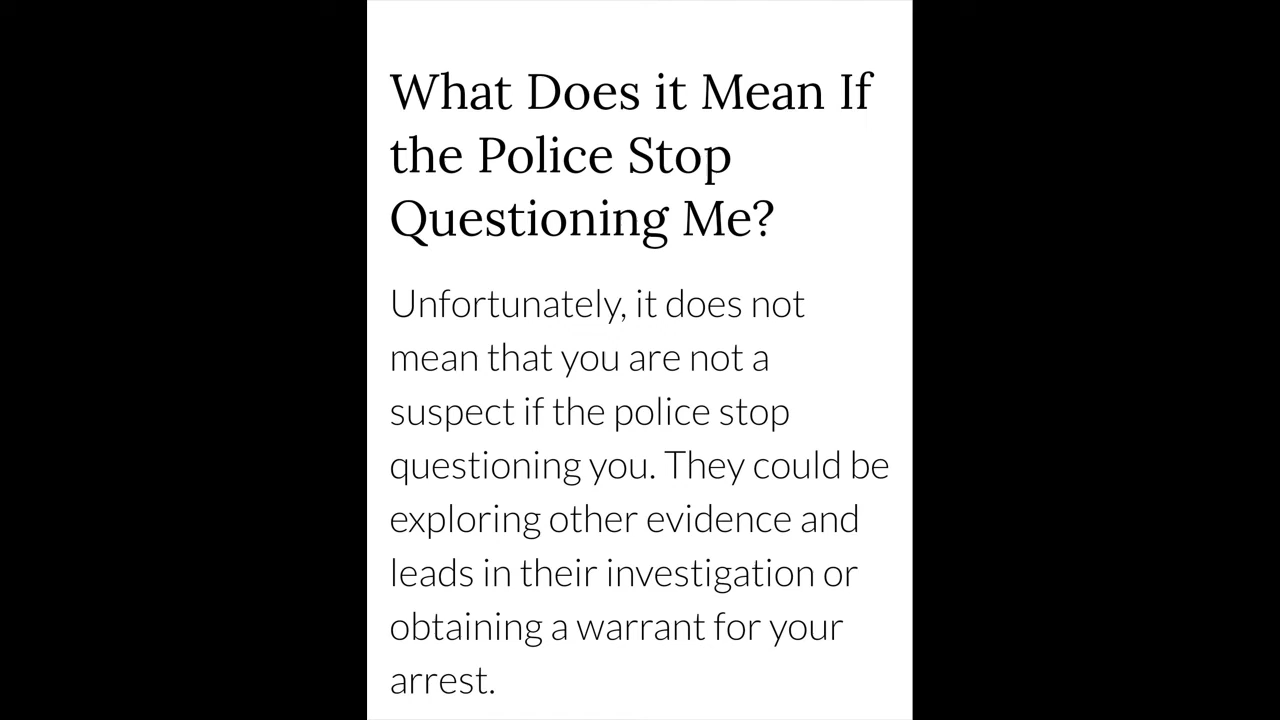 What Does it Mean If
the Police Stop
Questioning Me?
Unfortunately, it does not
mean that you are not a
suspect if the police stop
questioning you. They could be
exploring other evidence and
leads in their investigation or
obtaining a warrant for your
arrest.